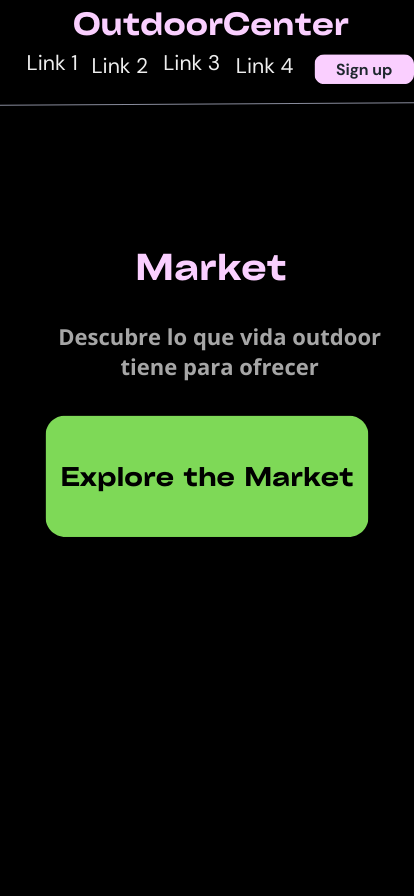 OutdoorCenter
Link 1 Link 2 Link 3 Link 4 Sign up
Market
Descubre lo que vida outdoor
tiene para ofrecer
Explore the Market